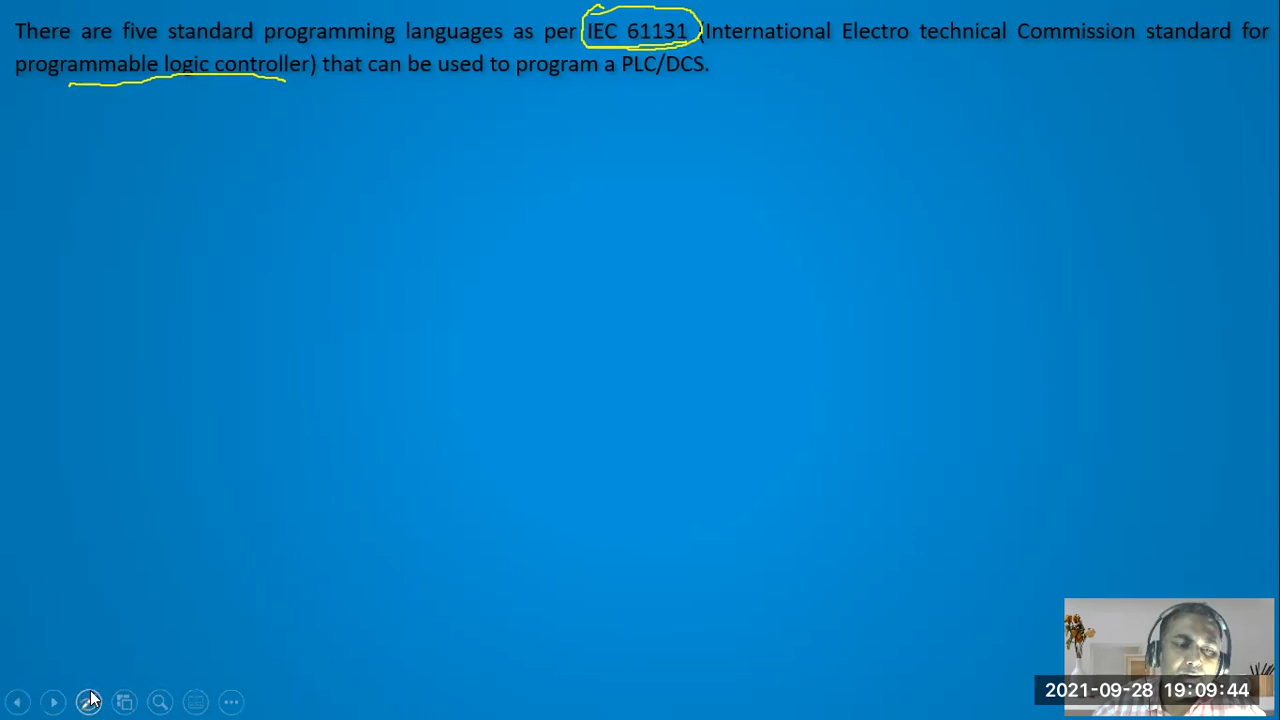 There are five standard programming languages as per IEC 61131 (International Electro technical Commission standard for
programmable logic controller) that can be used to program a PLC/DCS.
2021-09-28 19:09:44